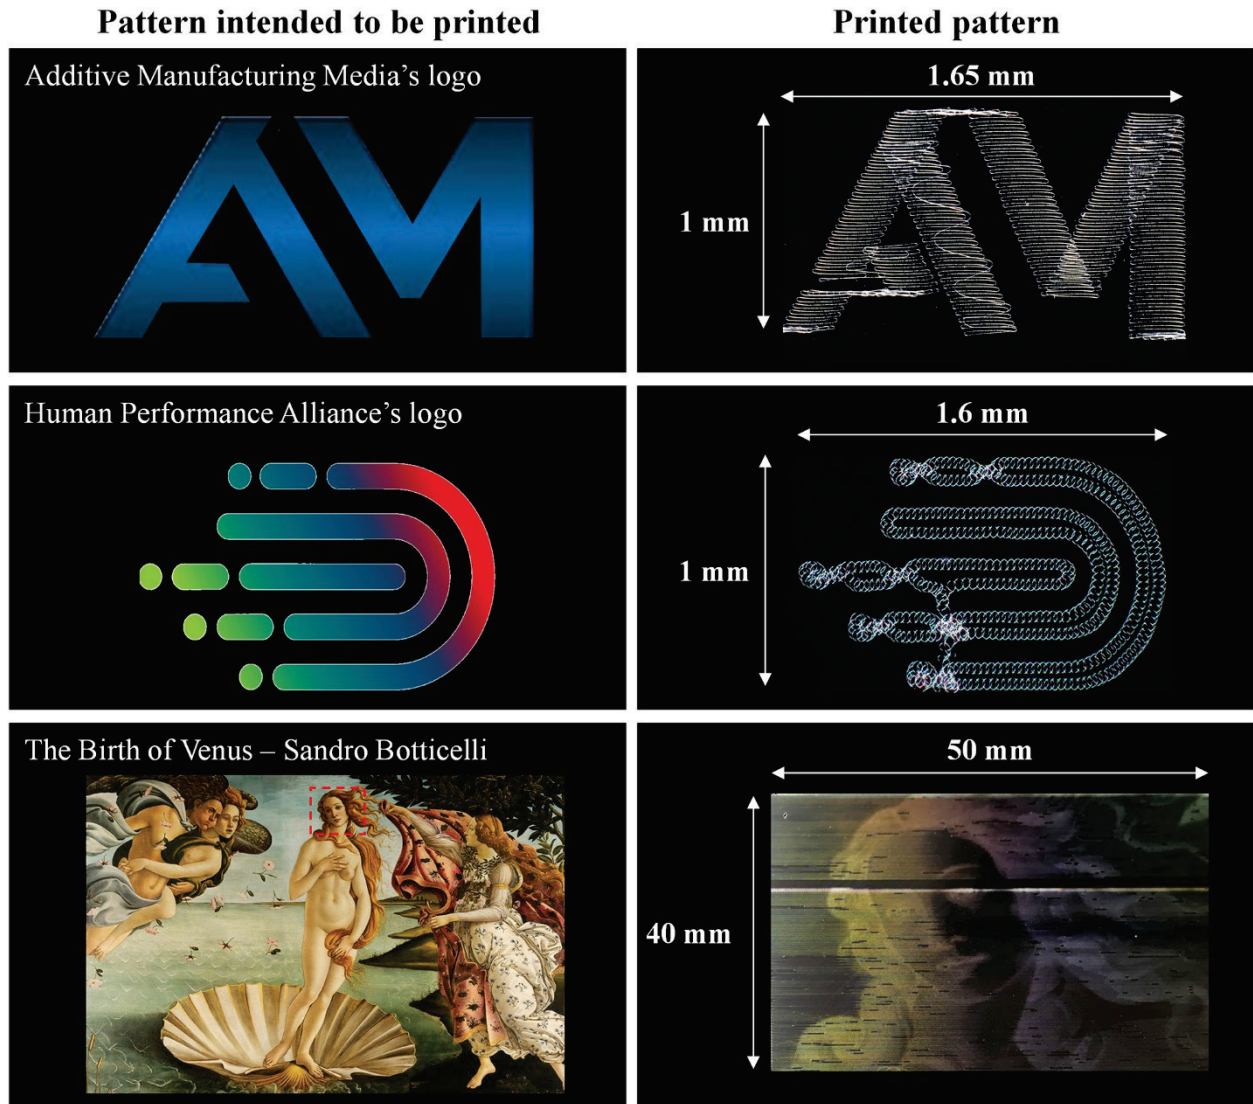 Pattern intended to be printed
Printed pattern
Additive Manufacturing Media’s logo
AM
1.65 mm
1 mm
Human Performance Alliance’s logo
1.6 mm
1 mm
The Birth of Venus – Sandro Botticelli
50 mm
40 mm